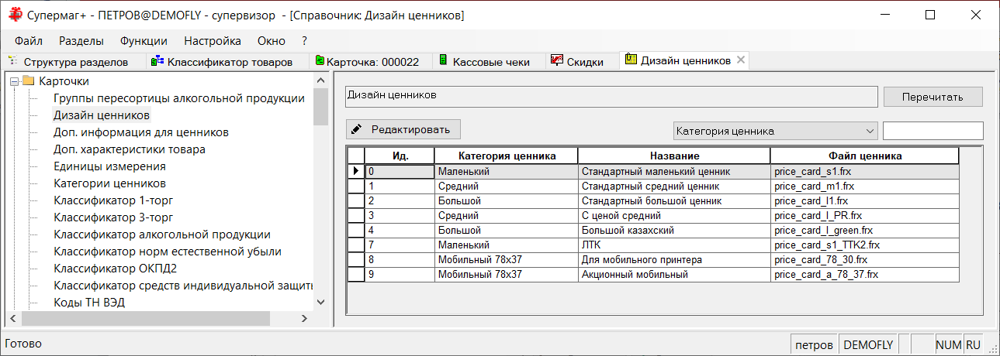 Супермаг+ - ПЕТРОВ@DEMOFLY - супервизор - [Справочник: Дизайн ценников]
Файл Разделы Функции Настройка Окно ?
Структура разделов Классификатор товаров Карточка: 000022 Кассовые чеки Скидки Дизайн ценников
Карточки
Группы пересортицы алкогольной продукции
Дизайн ценников
Доп. информация для ценников
Доп. характеристики товара
Единицы измерения
Категории ценников
Классификатор 1-торг
Классификатор 3-торг
Классификатор алкогольной продукции
Классификатор норм естественной убыли
Классификатор ОКПД2
Классификатор средств индивидуальной защить
Коды ТН ВЭД
Дизайн ценников Перечитать
Редактировать Категория ценника
Ид. Категория ценника Название Файл ценника
0 Маленький Стандартный маленький ценник price_card_s1.frx
1 Средний Стандартный средний ценник price_card_m1.frx
2 Большой Стандартный большой ценник price_card_l1.frx
3 Средний С ценой средний price_card_l_PR.frx
4 Большой Большой казахский price_card_l_green.frx
7 Маленький ЛТК price_card_s1_TTK2.frx
8 Мобильный 78x37 Для мобильного принтера price_card_78_30.frx
9 Мобильный 78x37 Акционный мобильный price_card_a_78_37.frx
Готово петров DEMOFLY NUM RU